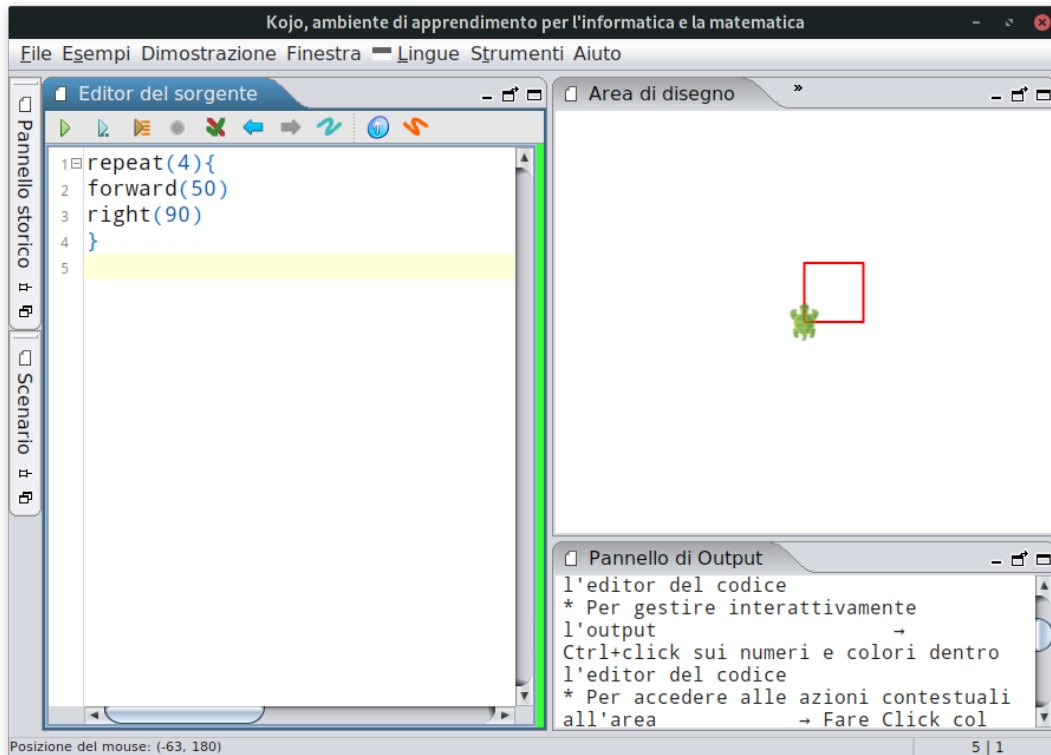 Kojo, ambiente di apprendimento per l'informatica e la matematica
File Esempi Dimostrazione Finestra Lingue Strumenti Aiuto
Pannello storico
Scenario
Editor del sorgente
1 repeat(4){
2 forward(50)
3 right(90)
4 }
5
Area di disegno »
Pannello di Output
l'editor del codice
* Per gestire interattivamente
l'output →
Ctrl+click sui numeri e colori dentro
l'editor del codice
* Per accedere alle azioni contestuali
all'area → Fare Click col
Posizione del mouse: (-63, 180)
5 | 1